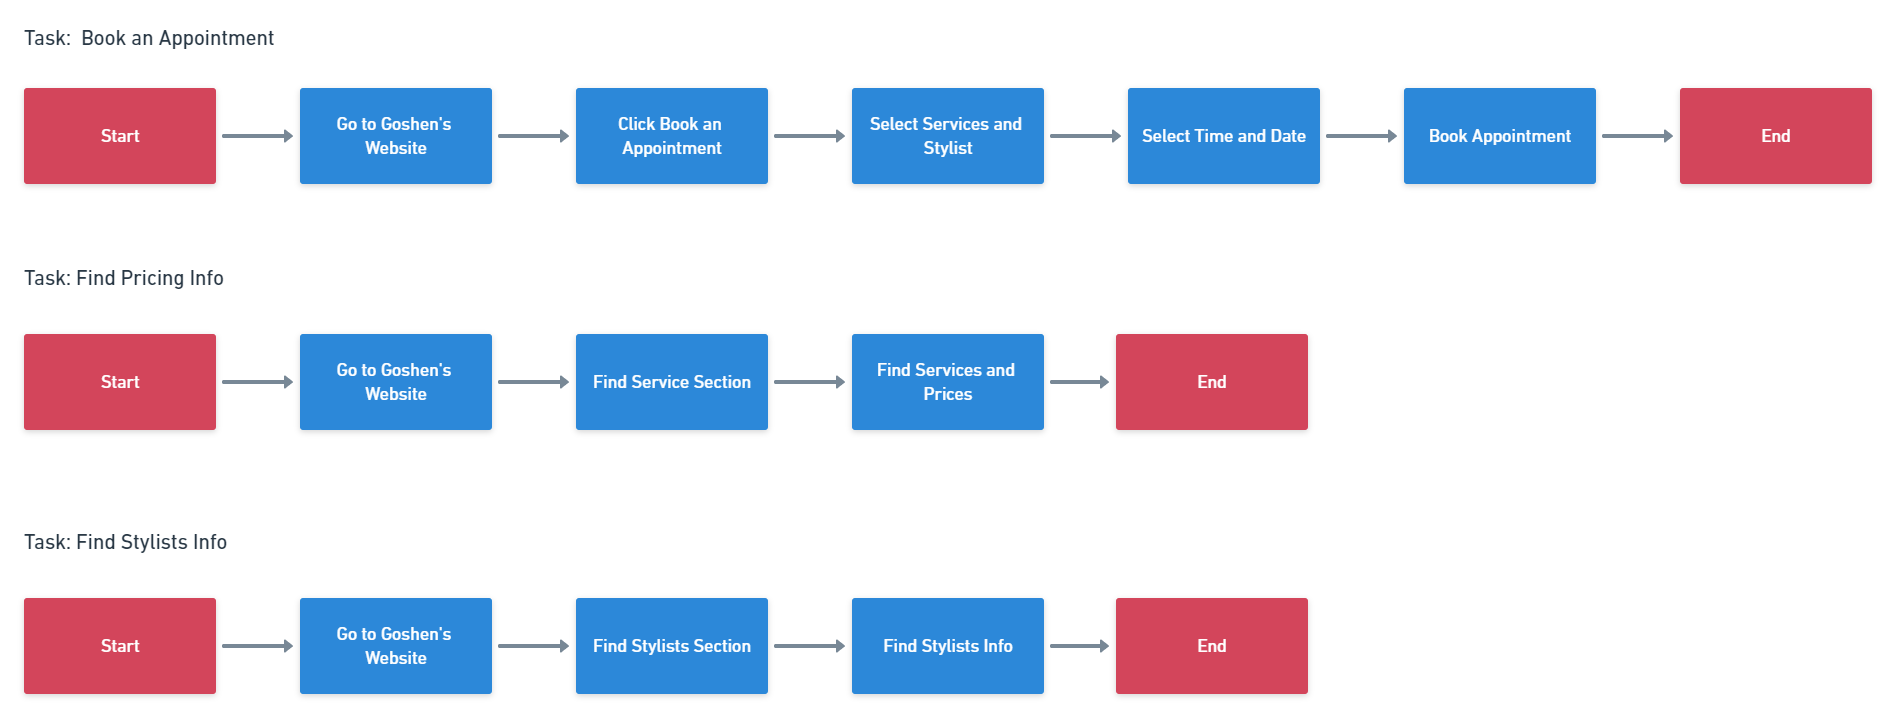 Task:  Book an Appointment
Start
Go to Goshen's
Website
Click Book an
Appointment
Select Services and
Stylist
Select Time and Date
Book Appointment
End
Task: Find Pricing Info
Start
Go to Goshen's
Website
Find Service Section
Find Services and
Prices
End
Task: Find Stylists Info
Start
Go to Goshen's
Website
Find Stylists Section
Find Stylists Info
End